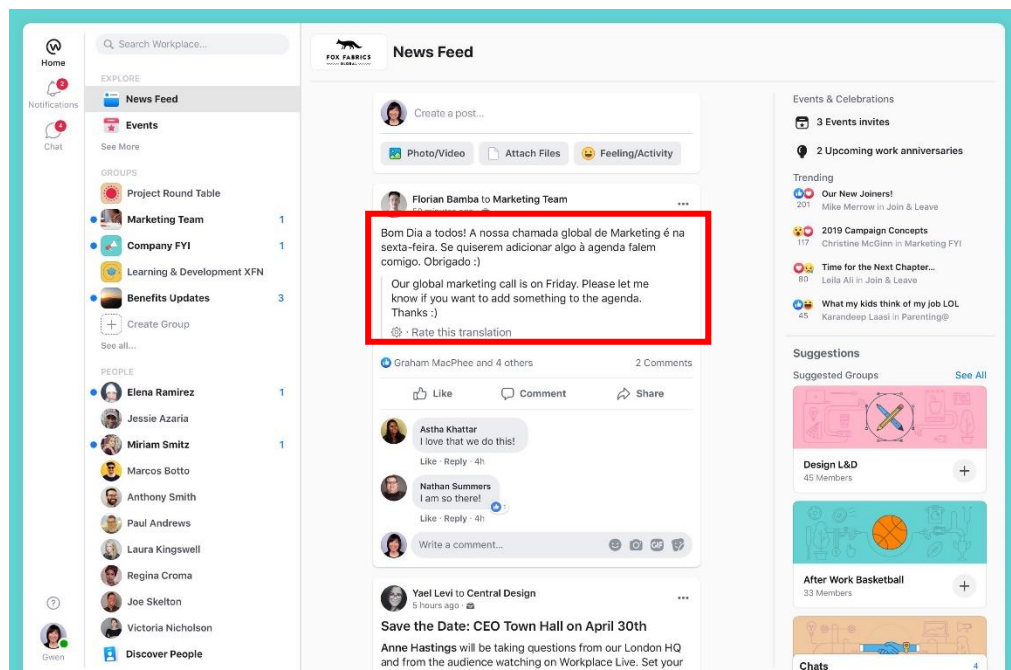 Home
Notifications
2
Chat
4
Gwen
Search Workplace...
EXPLORE
News Feed
Events
See More
GROUPS
Project Round Table
Marketing Team 1
Company FYI 1
Learning & Development XFN
Benefits Updates 3
Create Group
See all...
PEOPLE
Elena Ramirez 1
Jessie Azaria
Miriam Smitz 1
Marcos Botto
Anthony Smith
Paul Andrews
Laura Kingswell
Regina Croma
Joe Skelton
Victoria Nicholson
Discover People
FOX FABRICS
GLOBAL
News Feed
Create a post...
Photo/Video
Attach Files
Feeling/Activity
Florian Bamba to Marketing Team
Bom Dia a todos! A nossa chamada global de Marketing é na
sexta-feira. Se quiserem adicionar algo à agenda falem
comigo. Obrigado :)
Our global marketing call is on Friday. Please let me
know if you want to add something to the agenda.
Thanks :)
· Rate this translation
Graham MacPhee and 4 others 2 Comments
Like Comment Share
Astha Khattar
I love that we do this!
Like · Reply · 4h
Nathan Summers
I am so there!
1
Like · Reply · 4h
Write a comment...
GIF
Yael Levi to Central Design
5 hours ago ·
Save the Date: CEO Town Hall on April 30th
Anne Hastings will be taking questions from our London HQ
and from the audience watching on Workplace Live. Set your
Events & Celebrations
3 Events invites
2 Upcoming work anniversaries
Trending
Our New Joiners!
201 Mike Merrow in Join & Leave
2019 Campaign Concepts
117 Christine McGinn in Marketing FYI
Time for the Next Chapter...
80 Leila Ali in Join & Leave
What my kids think of my job LOL
45 Karandeep Laasi in Parenting@
Suggestions
Suggested Groups See All
Design L&D
45 Members
After Work Basketball
33 Members
Chats 4